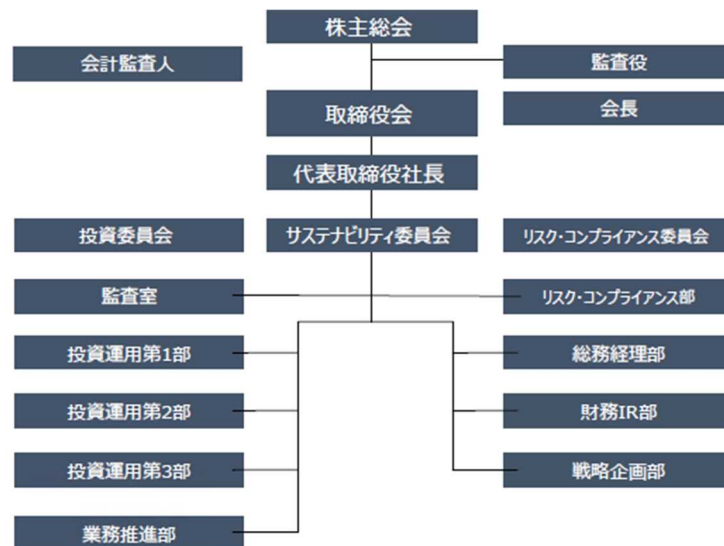 株主総会
会計監査人
監査役
取締役会
会長
代表取締役社長
投資委員会
サステナビリティ委員会
リスク・コンプライアンス委員会
監査室
リスク・コンプライアンス部
投資運用第1部
総務経理部
投資運用第2部
財務IR部
投資運用第3部
戦略企画部
業務推進部